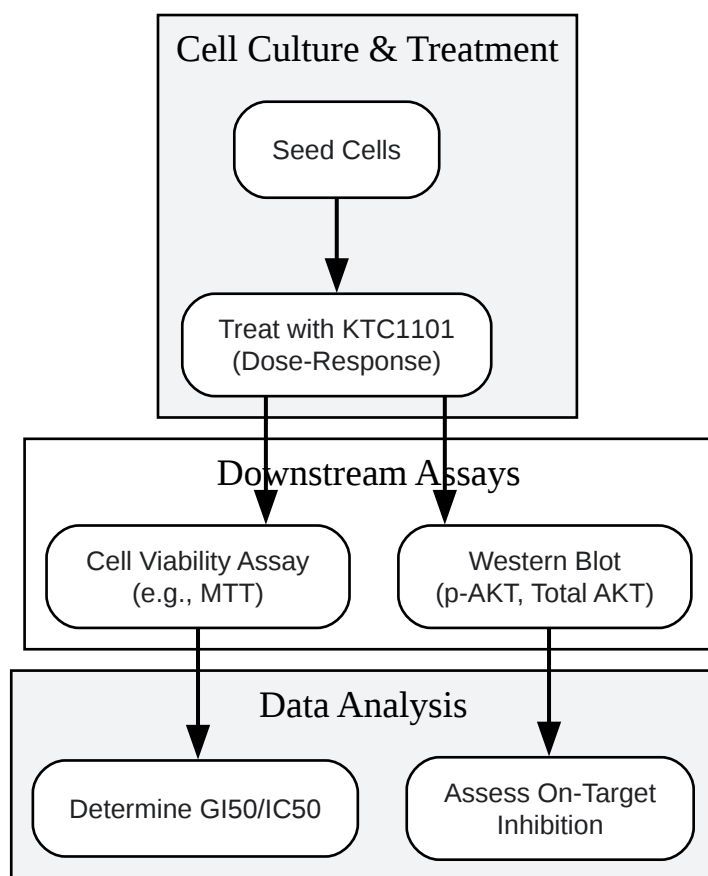 Cell Culture & Treatment
Seed Cells
Treat with KTC1101
(Dose-Response)
Downstream Assays
Cell Viability Assay
(e.g., MTT)
Western Blot
(p-AKT, Total AKT)
Data Analysis
Determine GI50/IC50
Assess On-Target
Inhibition